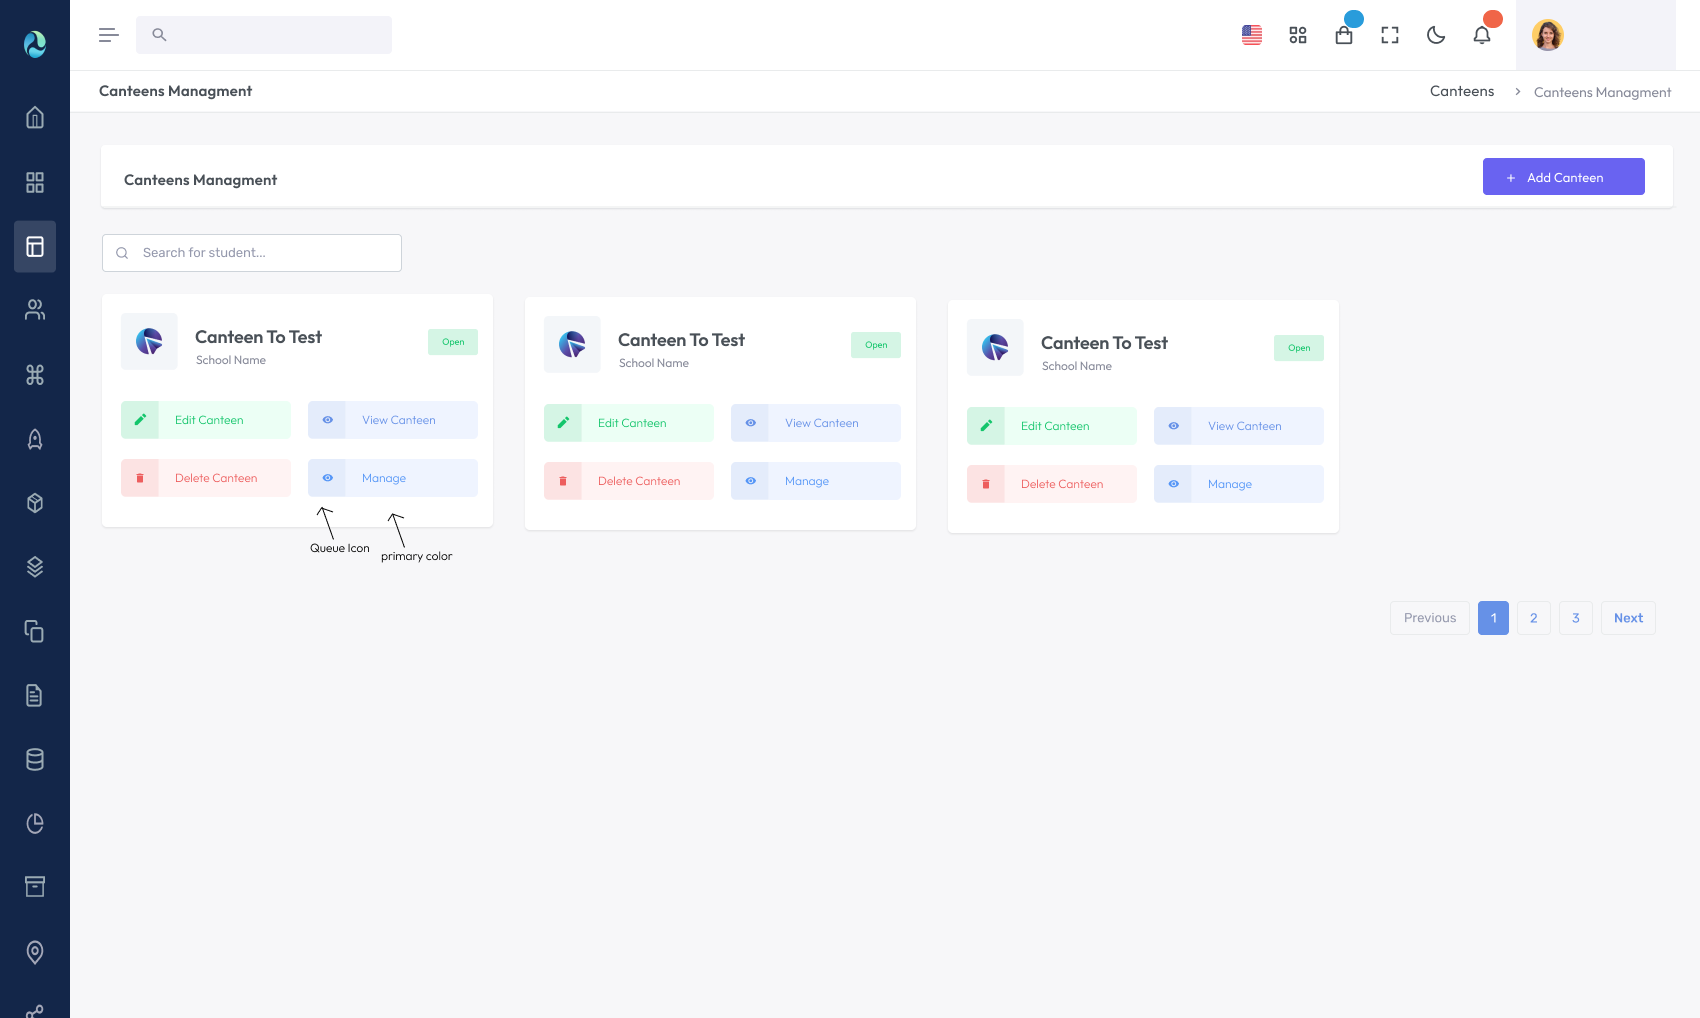 Canteens Managment
Canteens > Canteens Managment
Canteens Managment
+ Add Canteen
Search for student...
Canteen To Test
School Name
Open
Edit Canteen
View Canteen
Delete Canteen
Manage
Queue Icon
primary color
Canteen To Test
School Name
Open
Edit Canteen
View Canteen
Delete Canteen
Manage
Canteen To Test
School Name
Open
Edit Canteen
View Canteen
Delete Canteen
Manage
Previous 1 2 3 Next